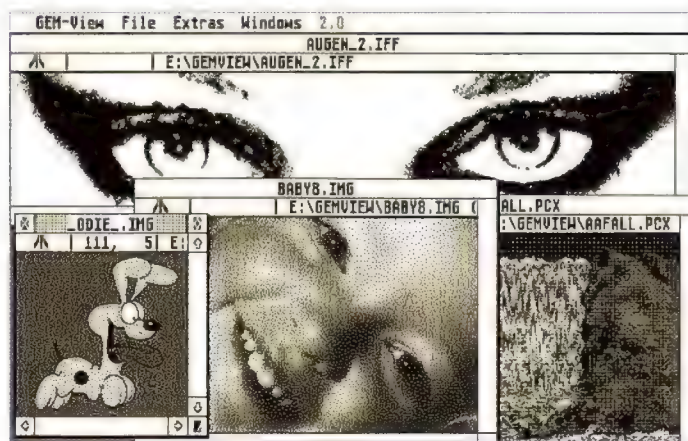 GEM-View File Extras Windows 2.0
AUGEN_2.IFF
E:\GEMVIEW\AUGEN_2.IFF
BABY8.IMG
E:\GEMVIEW\BABY8.IMG (
ALL.PCX
:\GEMVIEW\AAFALL.PCX
_ODIE_.IMG
111, 5 E: